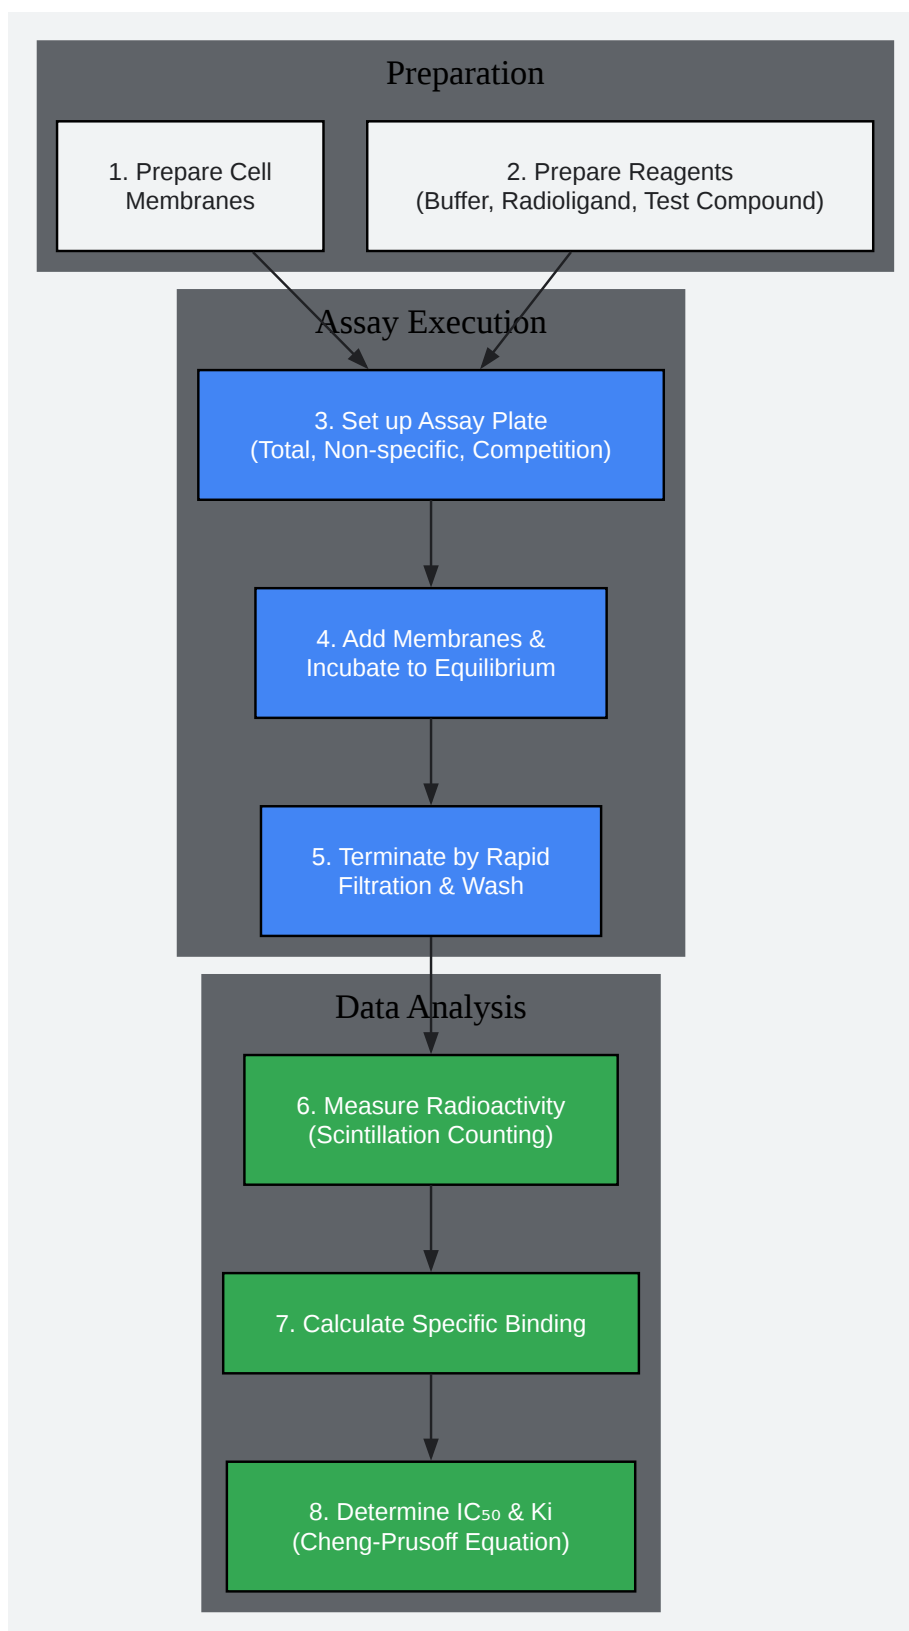 Preparation
1. Prepare Cell
Membranes
2. Prepare Reagents
(Buffer, Radioligand, Test Compound)
Assay Execution
3. Set up Assay Plate
(Total, Non-specific, Competition)
4. Add Membranes &
Incubate to Equilibrium
5. Terminate by Rapid
Filtration & Wash
Data Analysis
6. Measure Radioactivity
(Scintillation Counting)
7. Calculate Specific Binding
8. Determine IC₅₀ & Ki
(Cheng-Prusoff Equation)